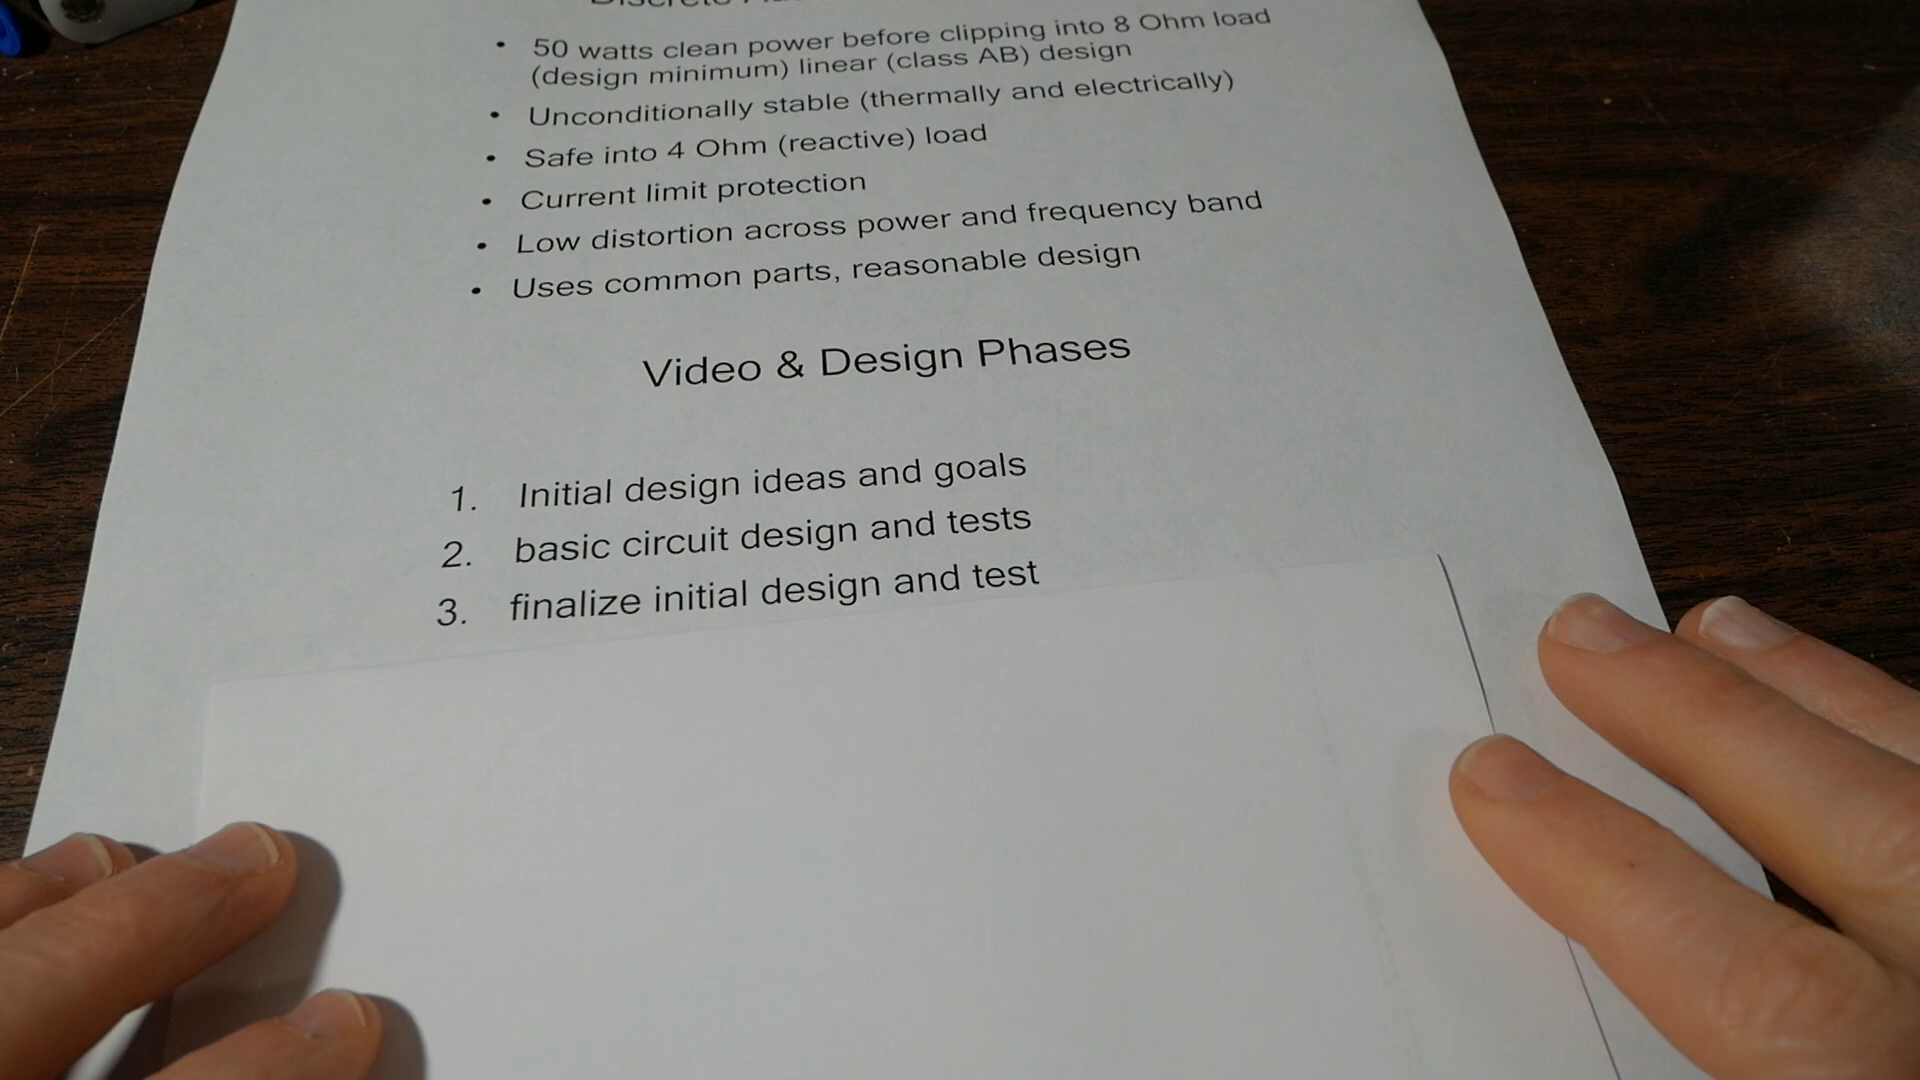 Discrete
• 50 watts clean power before clipping into 8 Ohm load
(design minimum) linear (class AB) design
• Unconditionally stable (thermally and electrically)
• Safe into 4 Ohm (reactive) load
• Current limit protection
• Low distortion across power and frequency band
• Uses common parts, reasonable design
Video & Design Phases
1. Initial design ideas and goals
2. basic circuit design and tests
3. finalize initial design and test